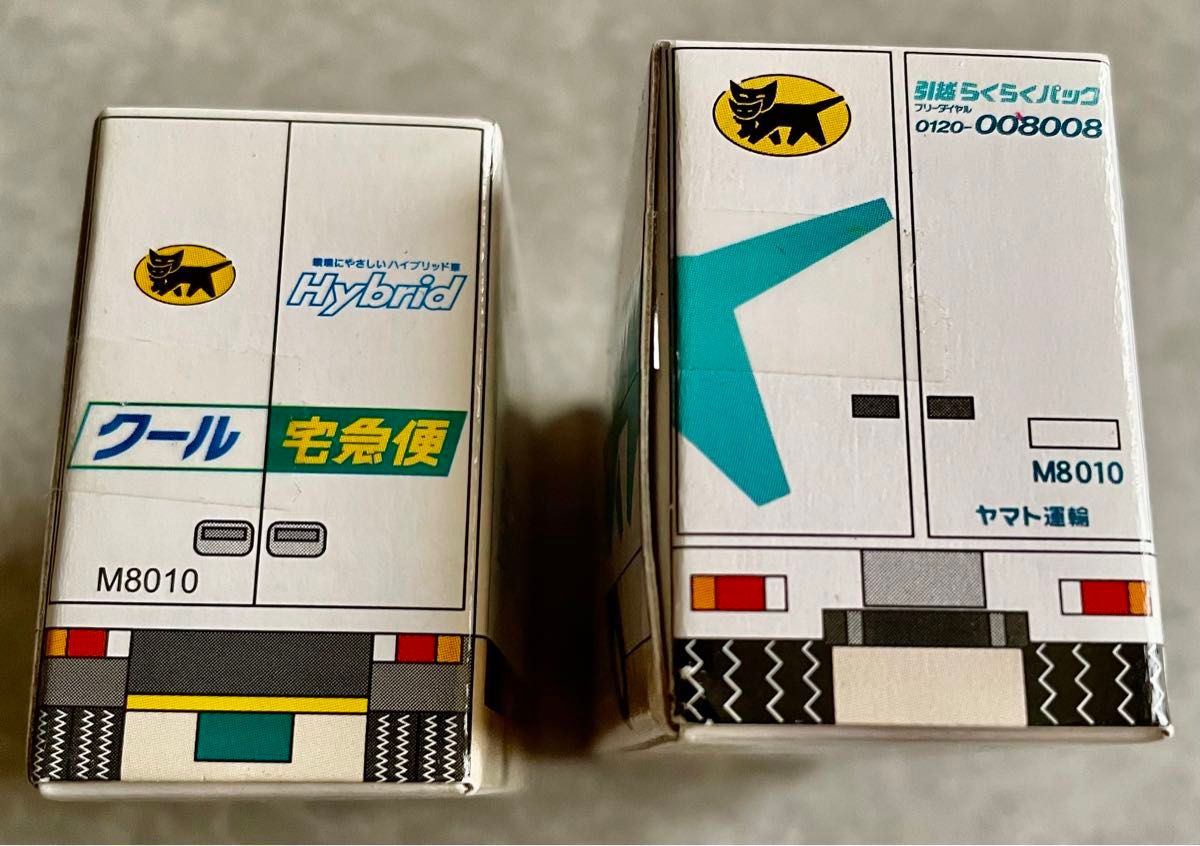 環境にやさしいハイブリッド車
Hybrid
クール 宅急便
M8010
引越らくらくパック
フリーダイヤル
0120-008008
M8010
ヤマト運輸